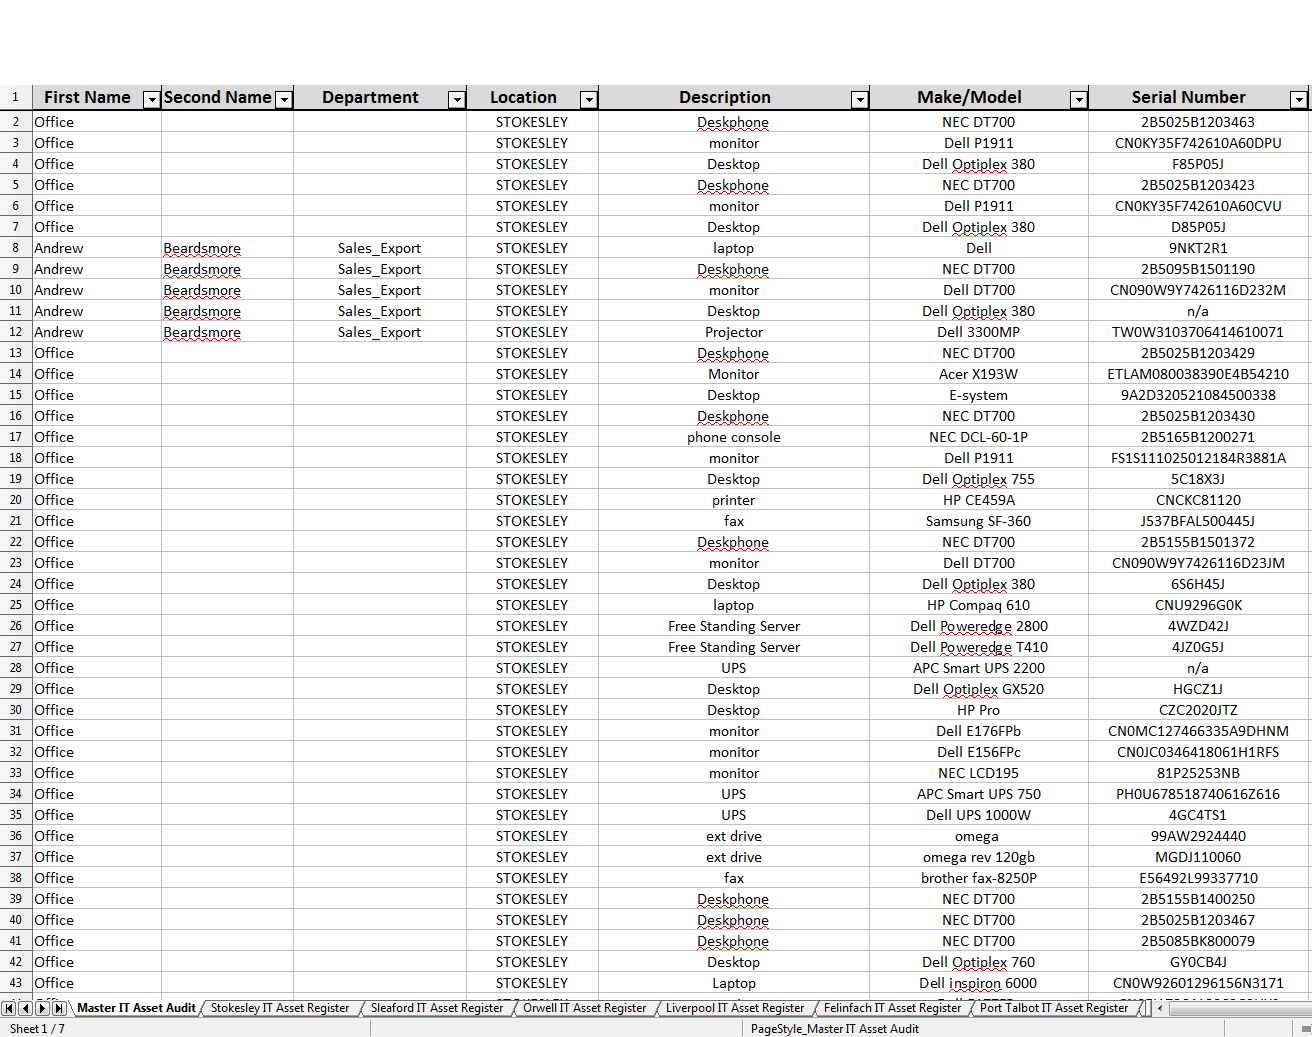 1 First Name Second Name Department Location Description Make/Model Serial Number
2 Office STOKESLEY Deskphone NEC DT700 2B5025B1203463
3 Office STOKESLEY monitor Dell P1911 CN0KY35F742610A60DPU
4 Office STOKESLEY Desktop Dell Optiplex 380 F85P05J
5 Office STOKESLEY Deskphone NEC DT700 2B5025B1203423
6 Office STOKESLEY monitor Dell P1911 CN0KY35F742610A60CVU
7 Office STOKESLEY Desktop Dell Optiplex 380 D85P05J
8 Andrew Beardsmore Sales_Export STOKESLEY laptop Dell 9NKT2R1
9 Andrew Beardsmore Sales_Export STOKESLEY Deskphone NEC DT700 2B5095B1501190
10 Andrew Beardsmore Sales_Export STOKESLEY monitor Dell DT700 CN090W9Y7426116D232M
11 Andrew Beardsmore Sales_Export STOKESLEY Desktop Dell Optiplex 380 n/a
12 Andrew Beardsmore Sales_Export STOKESLEY Projector Dell 3300MP TW0W3103706414610071
13 Office STOKESLEY Deskphone NEC DT700 2B5025B1203429
14 Office STOKESLEY Monitor Acer X193W ETLAM080038390E4B54210
15 Office STOKESLEY Desktop E-system 9A2D320521084500338
16 Office STOKESLEY Deskphone NEC DT700 2B5025B1203430
17 Office STOKESLEY phone console NEC DCL-60-1P 2B5165B1200271
18 Office STOKESLEY monitor Dell P1911 FS1S111025012184R3881A
19 Office STOKESLEY Desktop Dell Optiplex 755 5C18X3J
20 Office STOKESLEY printer HP CE459A CNCKC81120
21 Office STOKESLEY fax Samsung SF-360 J537BFAL500445J
22 Office STOKESLEY Deskphone NEC DT700 2B5155B1501372
23 Office STOKESLEY monitor Dell DT700 CN090W9Y7426116D23JM
24 Office STOKESLEY Desktop Dell Optiplex 380 6S6H45J
25 Office STOKESLEY laptop HP Compaq 610 CNU9296G0K
26 Office STOKESLEY Free Standing Server Dell Poweredge 2800 4WZD42J
27 Office STOKESLEY Free Standing Server Dell Poweredge T410 4JZ0G5J
28 Office STOKESLEY UPS APC Smart UPS 2200 n/a
29 Office STOKESLEY Desktop Dell Optiplex GX520 HGCZ1J
30 Office STOKESLEY Desktop HP Pro CZC2020JTZ
31 Office STOKESLEY monitor Dell E176FPb CN0MC127466335A9DHNM
32 Office STOKESLEY monitor Dell E156FPc CN0JC0346418061H1RFS
33 Office STOKESLEY monitor NEC LCD195 81P25253NB
34 Office STOKESLEY UPS APC Smart UPS 750 PH0U678518740616Z616
35 Office STOKESLEY UPS Dell UPS 1000W 4GC4TS1
36 Office STOKESLEY ext drive omega 99AW2924440
37 Office STOKESLEY ext drive omega rev 120gb MGDJ110060
38 Office STOKESLEY fax brother fax-8250P E56492L99337710
39 Office STOKESLEY Deskphone NEC DT700 2B5155B1400250
40 Office STOKESLEY Deskphone NEC DT700 2B5025B1203467
41 Office STOKESLEY Deskphone NEC DT700 2B5085BK800079
42 Office STOKESLEY Desktop Dell Optiplex 760 GY0CB4J
43 Office STOKESLEY Laptop Dell inspiron 6000 CN0W92601296156N3171
Master IT Asset Audit Stokesley IT Asset Register Sleaford IT Asset Register Orwell IT Asset Register Liverpool IT Asset Register Felinfach IT Asset Register Port Talbot IT Asset Register
Sheet 1 / 7 PageStyle_Master IT Asset Audit